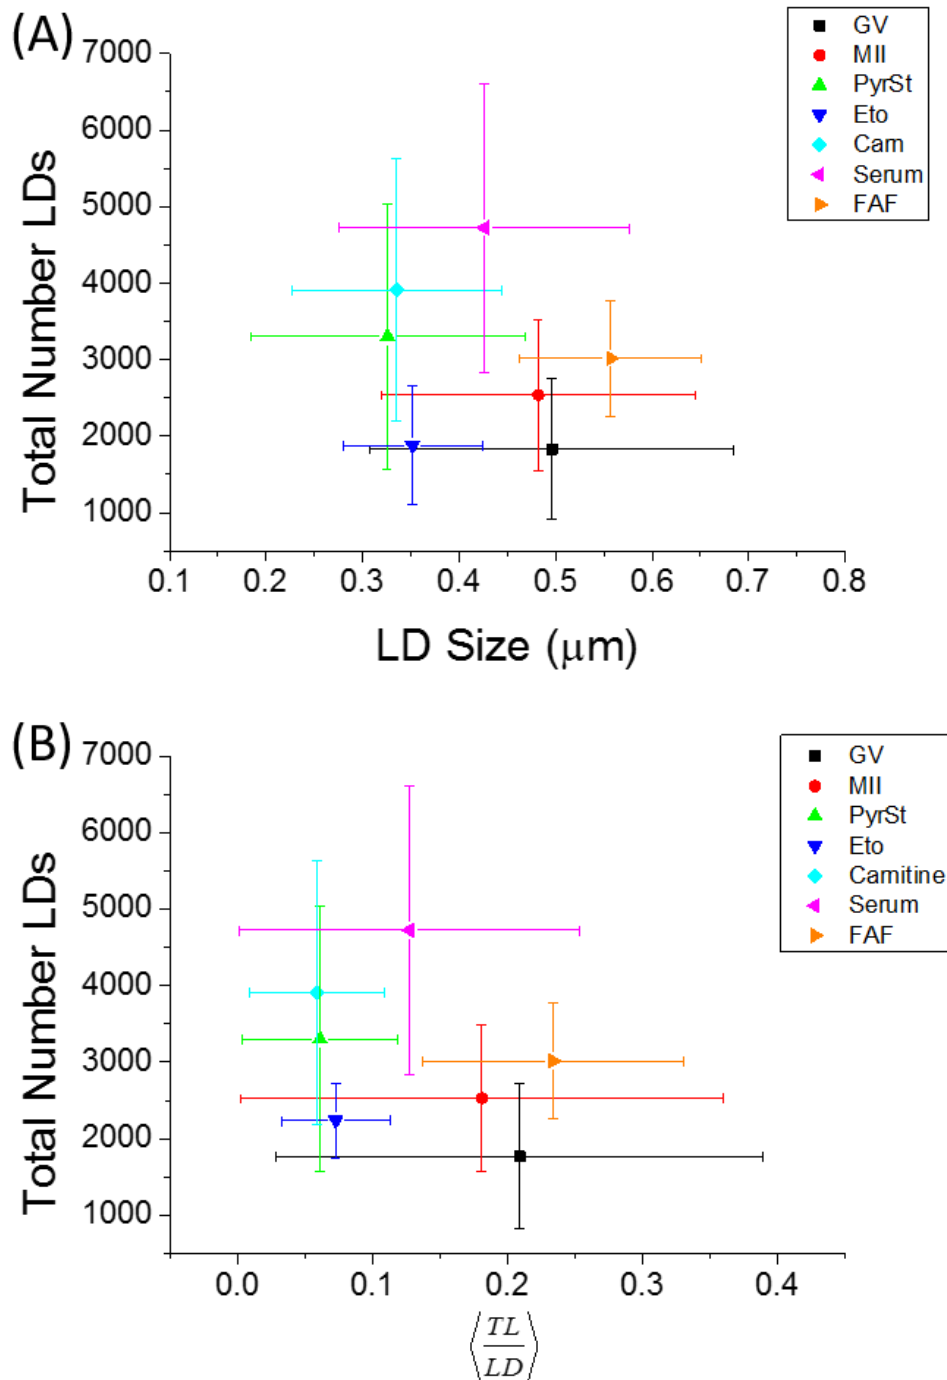 (A)
GV
MII
PyrSt
Eto
Carn
Serum
FAF
7000
6000
5000
4000
3000
2000
1000
Total Number LDs
0.1 0.2 0.3 0.4 0.5 0.6 0.7 0.8
LD Size (μm)
(B)
GV
MII
PyrSt
Eto
Carnitine
Serum
FAF
7000
6000
5000
4000
3000
2000
1000
Total Number LDs
0.0 0.1 0.2 0.3 0.4
⟨TL
LD⟩